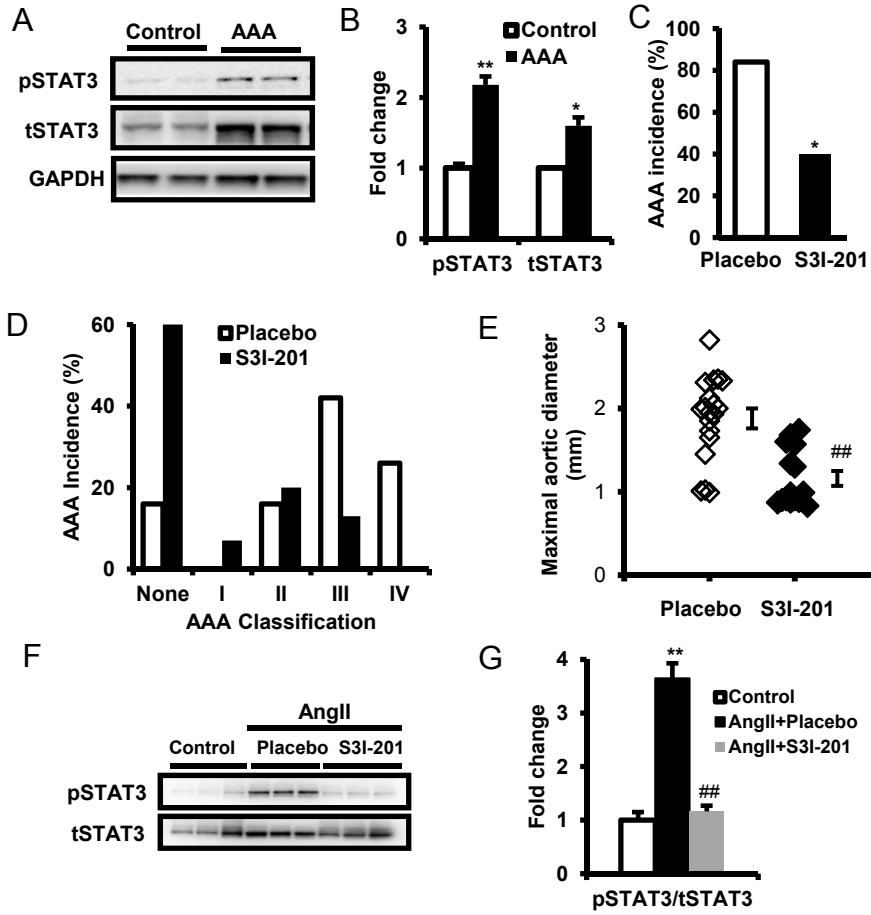 A
Control AAA
pSTAT3
tSTAT3
GAPDH
B
3
2
1
0
Fold change
Control
AAA
**
*
pSTAT3 tSTAT3
C
100
80
60
40
20
0
AAA incidence (%)
*
Placebo S3I-201
D
60
40
20
0
AAA Incidence (%)
Placebo
S3I-201
None I II III IV
AAA Classification
E
3
2
1
0
Maximal aortic diameter
(mm)
##
Placebo S3I-201
F
AngII
Control Placebo S3I-201
pSTAT3
tSTAT3
G
4
3
2
1
0
Fold change
**
##
Control
AngII+Placebo
AngII+S3I-201
pSTAT3/tSTAT3